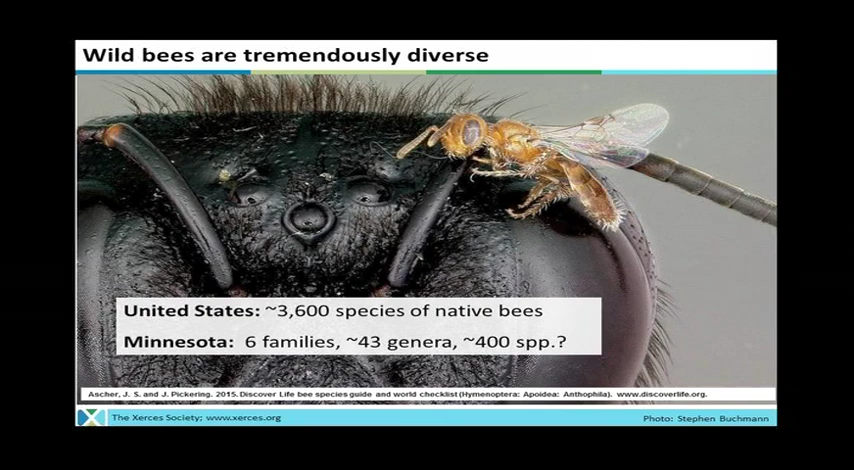 Wild bees are tremendously diverse
United States: ~3,600 species of native bees
Minnesota: 6 families, ~43 genera, ~400 spp.?
Ascher, J. S. and J. Pickering. 2015. Discover Life bee species guide and world checklist (Hymenoptera: Apoidea: Anthophila). www.discoverlife.org.
The Xerces Society; www.xerces.org
Photo: Stephen Buchmann